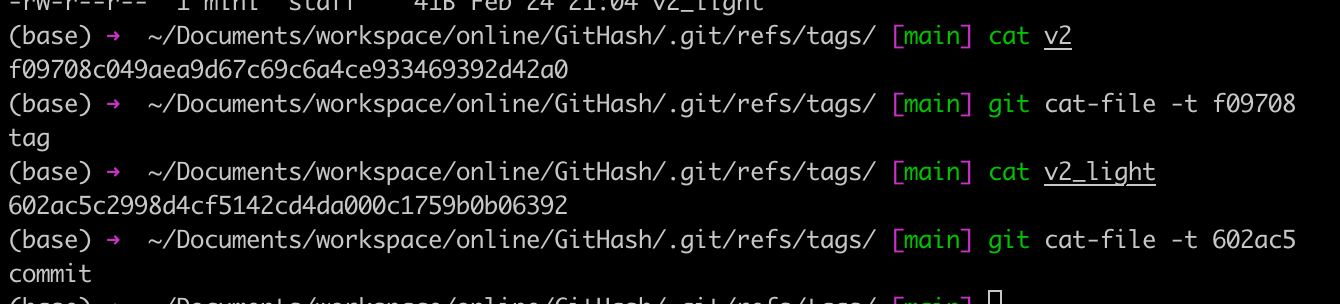 -rw-r--r-- 1 mini staff 41B Feb 24 21:04 v2_light
(base) → ~/Documents/workspace/online/GitHash/.git/refs/tags/ [main] cat v2
f09708c049aea9d67c69c6a4ce933469392d42a0
(base) → ~/Documents/workspace/online/GitHash/.git/refs/tags/ [main] git cat-file -t f09708
tag
(base) → ~/Documents/workspace/online/GitHash/.git/refs/tags/ [main] cat v2_light
602ac5c2998d4cf5142cd4da000c1759b0b06392
(base) → ~/Documents/workspace/online/GitHash/.git/refs/tags/ [main] git cat-file -t 602ac5
commit
(base) → ~/Documents/workspace/online/GitHash/.git/refs/tags/ [main]